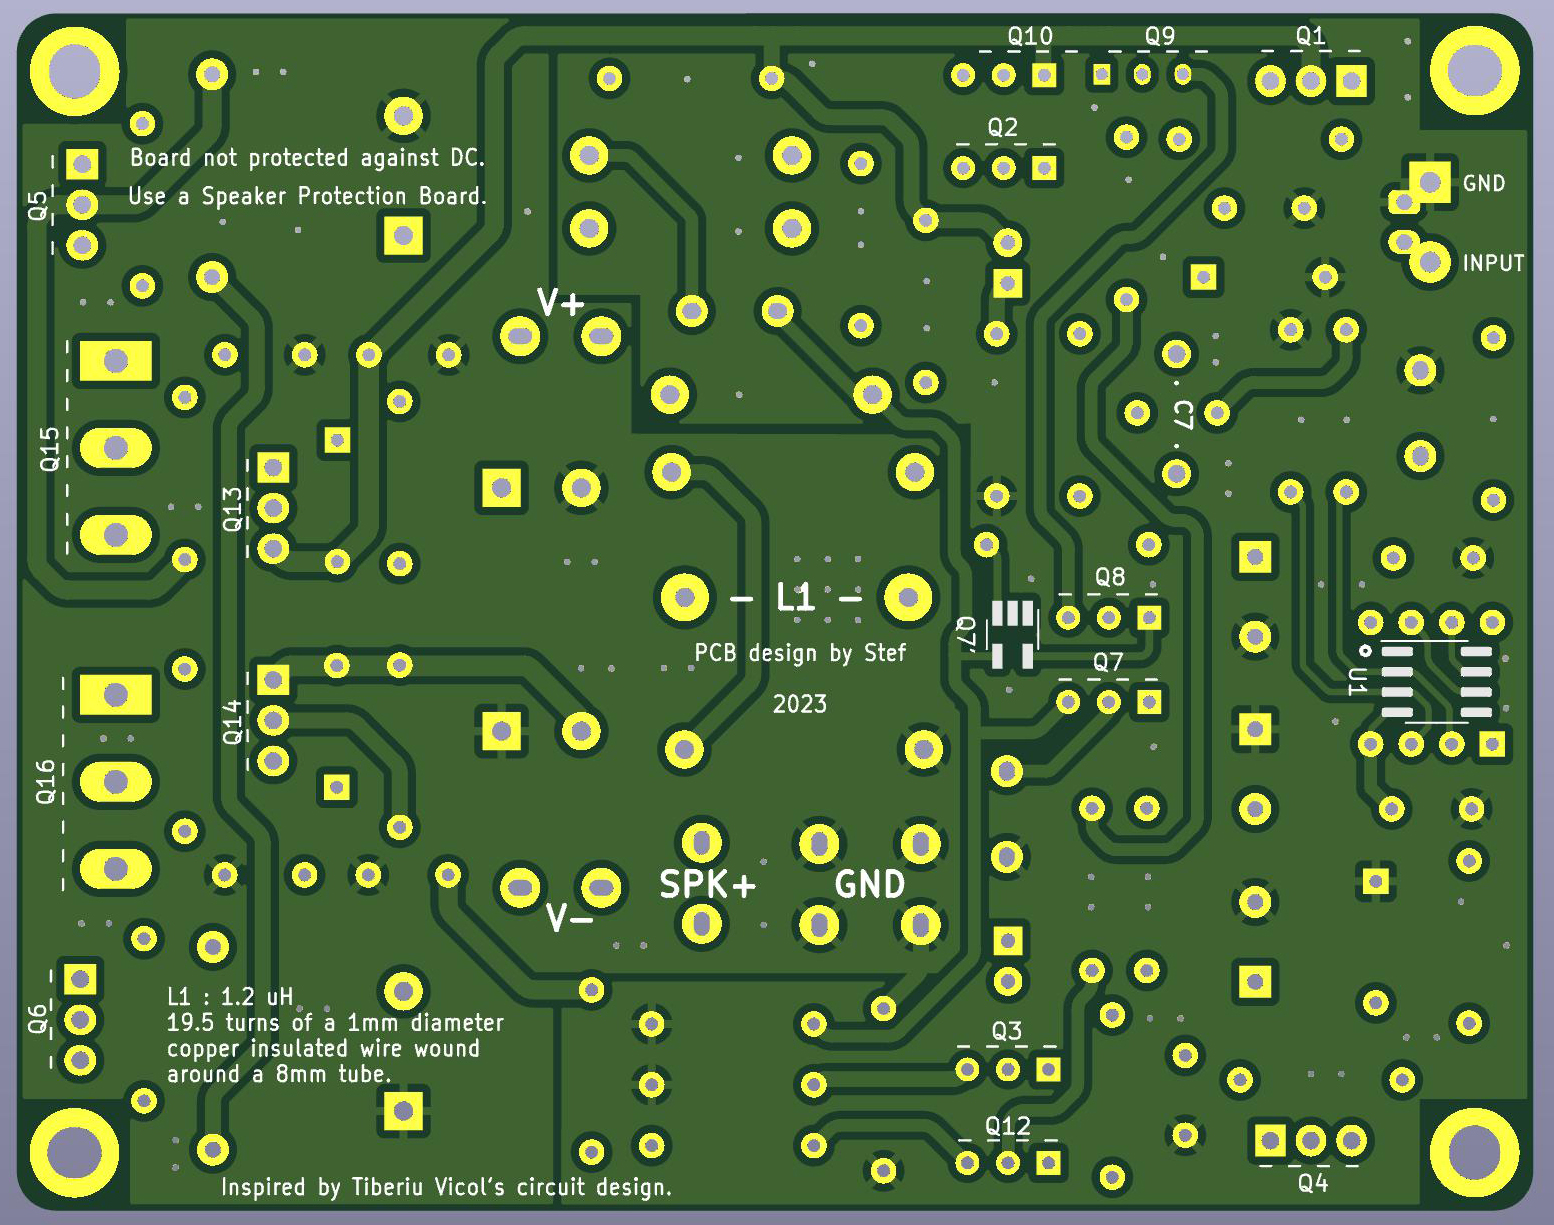 Q10
Q9
Q1
Q2
Board not protected against DC.
Use a Speaker Protection Board.
Q5
GND
INPUT
V+
C7
Q15
Q13
Q8
L1
Q7
PCB design by Stef
Q7
2023
U1
Q14
Q16
SPK+
GND
V-
L1 : 1.2 uH
19.5 turns of a 1mm diameter
copper insulated wire wound
around a 8mm tube.
Q6
Q3
Q12
Q4
Inspired by Tiberiu Vicol's circuit design.